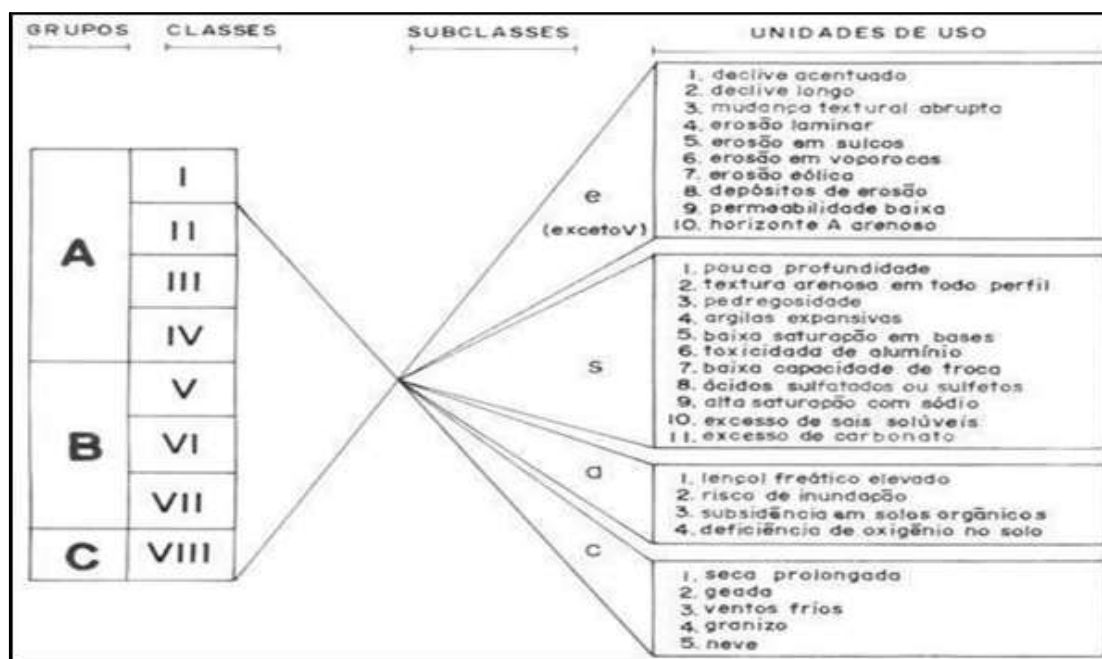 GRUPOS CLASSES SUBCLASSES UNIDADES DE USO
A
I
II
III
IV
B
V
VI
VII
C
VIII
e
(excetoV)
1. declive acentuado
2. declive longo
3. mudança textural abrupta
4. erosão laminar
5. erosão em sulcos
6. erosão em voporocas
7. erosão eólica
8. depósitos de erosão
9. permeabilidade baixa
10. horizonte A arenoso
s
1. pouca profundidade
2. textura arenosa em todo perfil
3. pedregosidade
4. argilas expansivas
5. baixa saturação em bases
6. toxicidada de alumínio
7. baixa capacidade de troca
8. ácidos sulfatados ou sulfetos
9. alta saturação com sódio
10. excesso de sais solúveis
11. excesso de carbonato
a
1. lençol freático elevado
2. risco de inundação
3. subsidência em solos orgânicos
4. deficiência de oxigênio no solo
c
1. seca prolongada
2. geada
3. ventos frios
4. granizo
5. neve